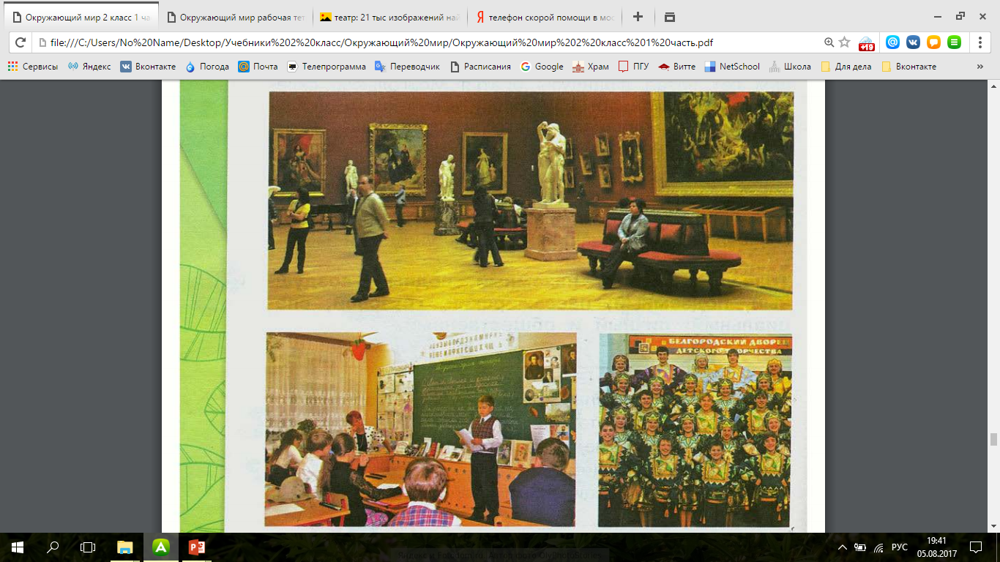 Окружающий мир 2 класс 1 ча
Окружающий мир рабочая тет
театр: 21 тыс изображений най
телефон скорой помощи в мос
file:///C:/Users/No%20Name/Desktop/Учебники%202%20класс/Окружающий%20мир/Окружающий%20мир%202%20класс%201%20часть.pdf
+19
Сервисы
Яндекс
Вконтакте
Погода
Почта
Телепрограмма
Переводчик
Расписания
Google
Храм
ПГУ
Витте
NetSchool
Школа
Для дела
Вконтакте
»
БЕЛГОРОДСКИЙ ДВОРЕЦ
ДЕТСКОГО ТВОРЧЕСТВА
РУС
19:41
05.08.2017